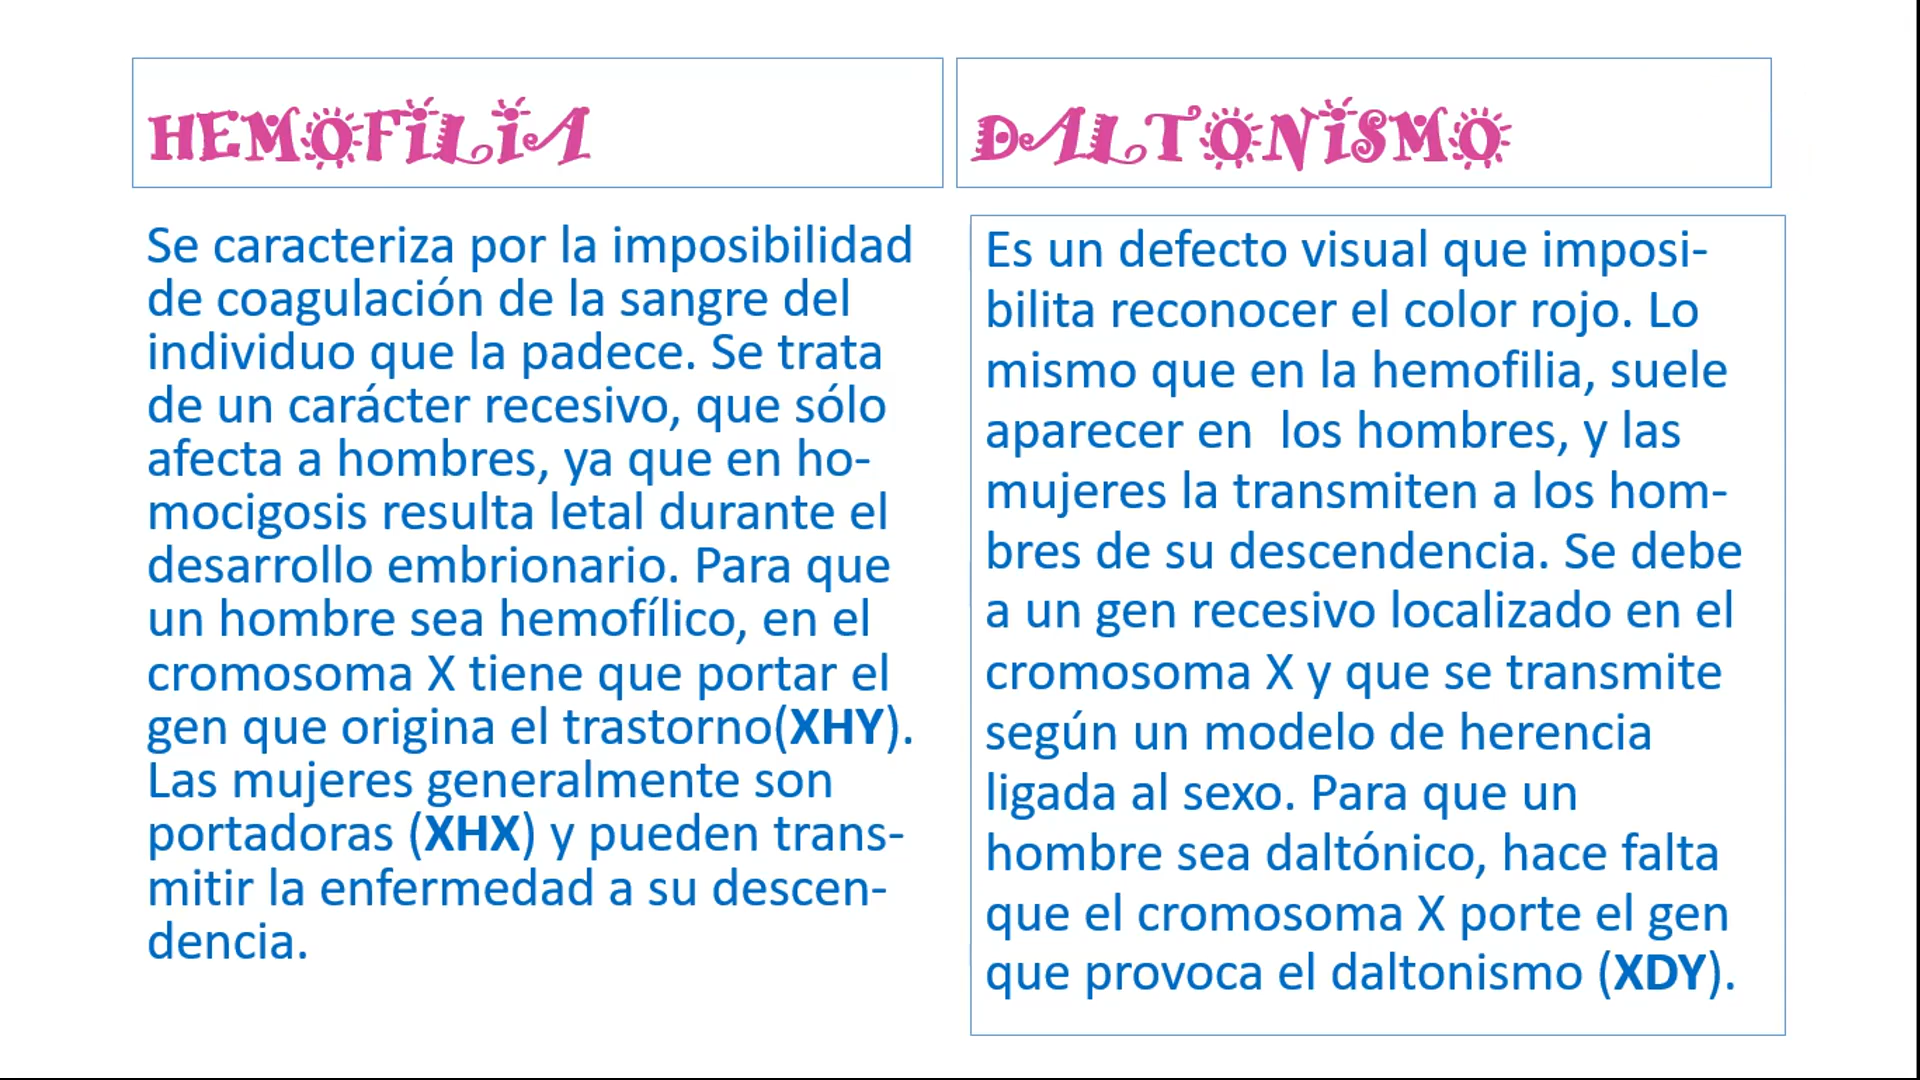 HEMOFILIA
Se caracteriza por la imposibilidad
de coagulación de la sangre del
individuo que la padece. Se trata
de un carácter recesivo, que sólo
afecta a hombres, ya que en ho-
mocigosis resulta letal durante el
desarrollo embrionario. Para que
un hombre sea hemofílico, en el
cromosoma X tiene que portar el
gen que origina el trastorno(XHY).
Las mujeres generalmente son
portadoras (XHX) y pueden trans-
mitir la enfermedad a su descen-
dencia.
DALTONISMO
Es un defecto visual que imposi-
bilita reconocer el color rojo. Lo
mismo que en la hemofilia, suele
aparecer en  los hombres, y las
mujeres la transmiten a los hom-
bres de su descendencia. Se debe
a un gen recesivo localizado en el
cromosoma X y que se transmite
según un modelo de herencia
ligada al sexo. Para que un
hombre sea daltónico, hace falta
que el cromosoma X porte el gen
que provoca el daltonismo (XDY).